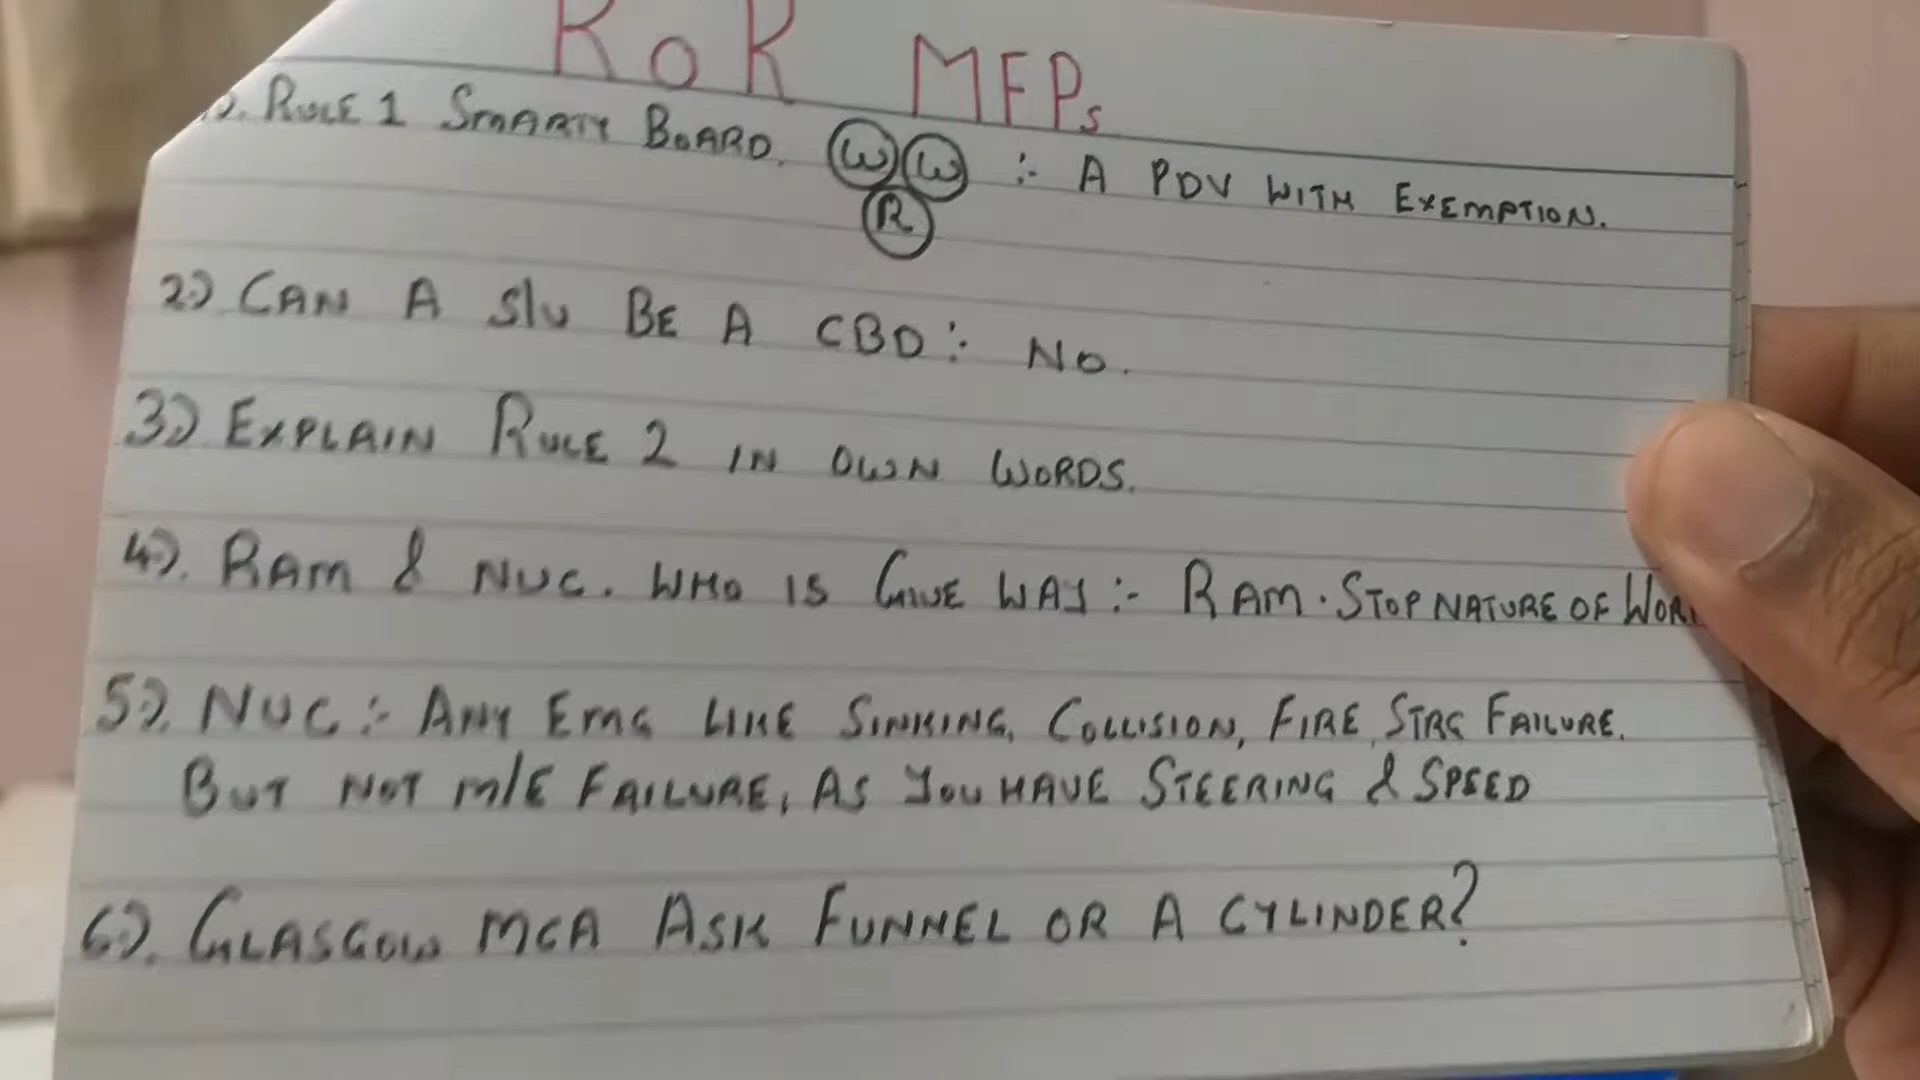 RoR MFPs
1). RULE 1 SMARTY BOARD. W W R :- A PDV WITH EXEMPTION.
2:) CAN A S/V BE A CBD :- NO.
3:) EXPLAIN RULE 2 IN OWN WORDS.
4:). RAM & NUC. WHO IS GIVE WAY :- RAM. STOP NATURE OF WOR
5:). NUC :- ANY EMG LIKE SINKING, COLLISION, FIRE, STRG FAILURE.
BUT NOT M/E FAILURE, AS YOU HAVE STEERING & SPEED
6:). GLASGOW MCA ASK FUNNEL OR A CYLINDER?